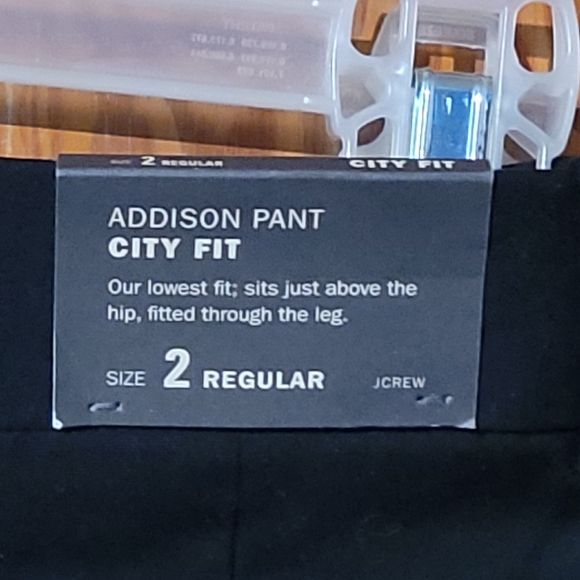 2 REGULAR CITY FIT
ADDISON PANT
CITY FIT
Our lowest fit; sits just above the
hip, fitted through the leg.
SIZE 2 REGULAR JCREW